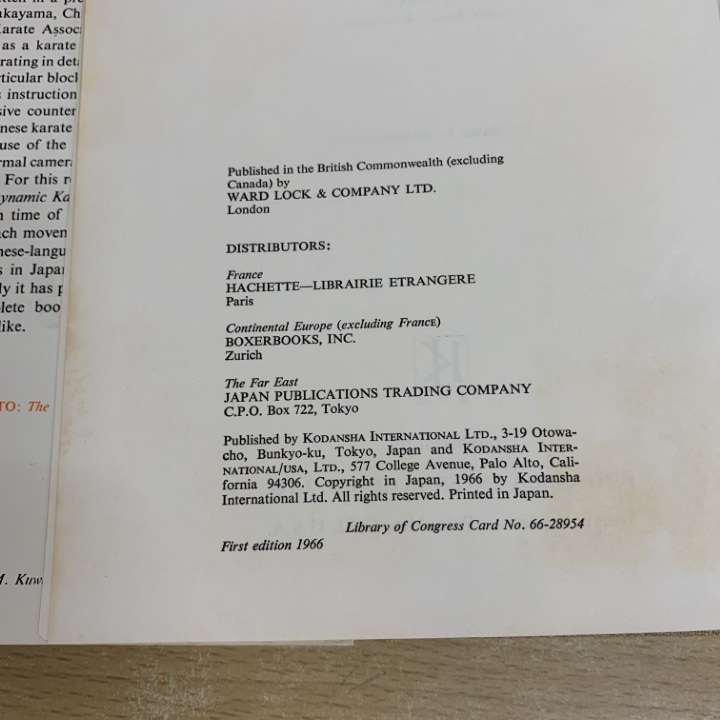 akayama, Ch
Karate Assoc
as a karate
rating in det
ticular block
instruction
sive counter
nese karate
use of the
rmal camera
For this r
ynamic Ka
n time of
ch movem
nese-langu
s in Japan
ly it has p
lete boo
like.
TO: The
M. Kuw
Published in the British Commonwealth (excluding
Canada) by
WARD LOCK & COMPANY LTD.
London
DISTRIBUTORS:
France
HACHETTE—LIBRAIRIE ETRANGERE
Paris
Continental Europe (excluding FrancE)
BOXERBOOKS, INC.
Zurich
The Far East
JAPAN PUBLICATIONS TRADING COMPANY
C.P.O. Box 722, Tokyo
Published by KODANSHA INTERNATIONAL LTD., 3-19 Otowa-
cho, Bunkyo-ku, Tokyo, Japan and KODANSHA INTER-
NATIONAL/USA, LTD., 577 College Avenue, Palo Alto, Cali-
fornia 94306. Copyright in Japan, 1966 by Kodansha
International Ltd. All rights reserved. Printed in Japan.
Library of Congress Card No. 66-28954
First edition 1966